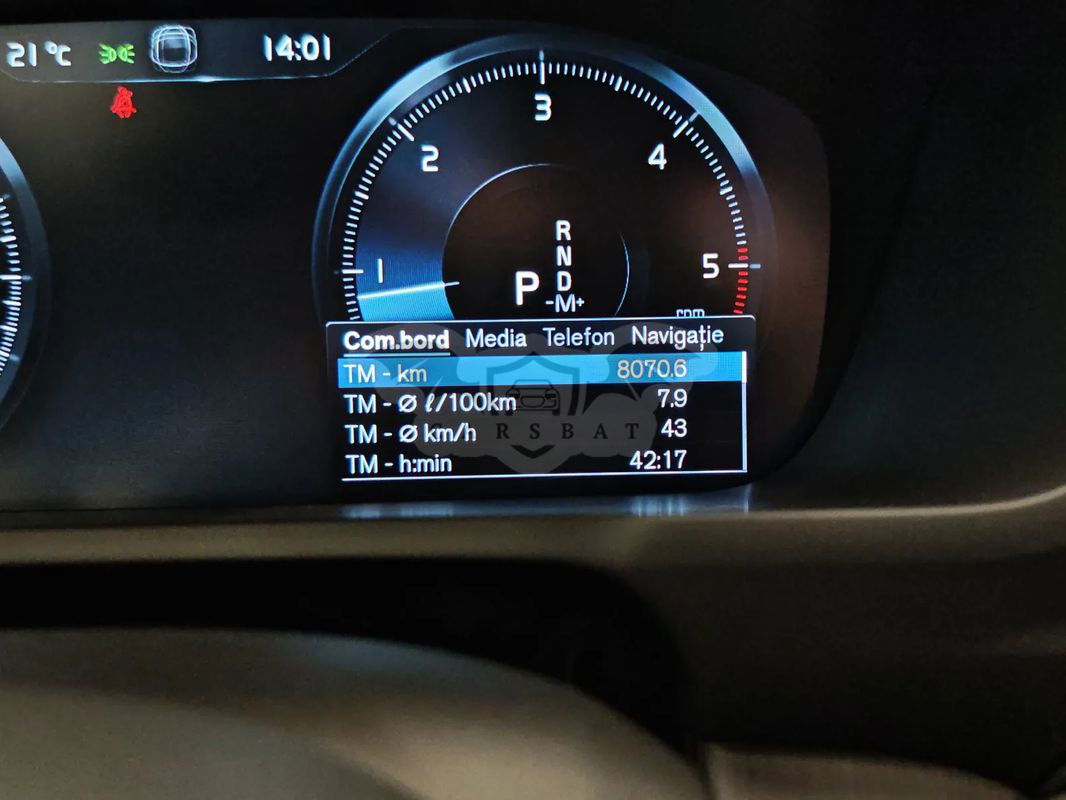 21 °C 14:01
3
2 4
1 5
R
N
P D
-M+
rpm
Com.bord Media Telefon Navigație
TM - km 8070.6
TM - Ø ℓ/100km 7.9
TM - Ø km/h 43
TM - h:min 42:17
CARSBAT